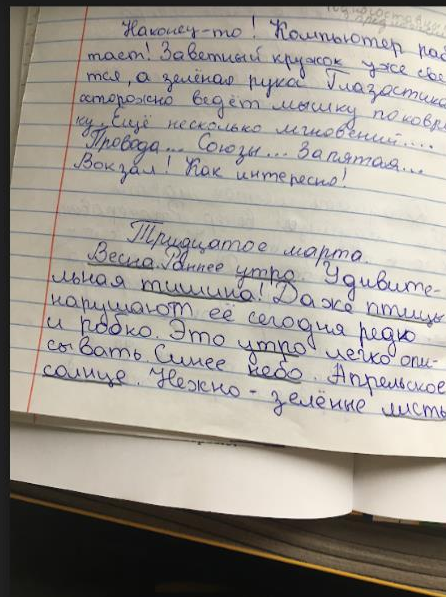 Наконец-то! Компьютер рас
тает! Заветный кружок уже све
тся, а зелёная рука Глазастика
осторожно ведёт мышку по коври
ку. Ещё несколько мгновений....
Провода... Союзы... Запятая...
Вокзал! Как интересно!
Тридцатое марта.
Весна. Раннее утро. Удивите-
льная тишина! Даже птицы
нарушают её сегодня редко
и робко. Это утро легко опи-
сывать. Синее небо. Апрельское
солнце. Нежно-зелёные листь